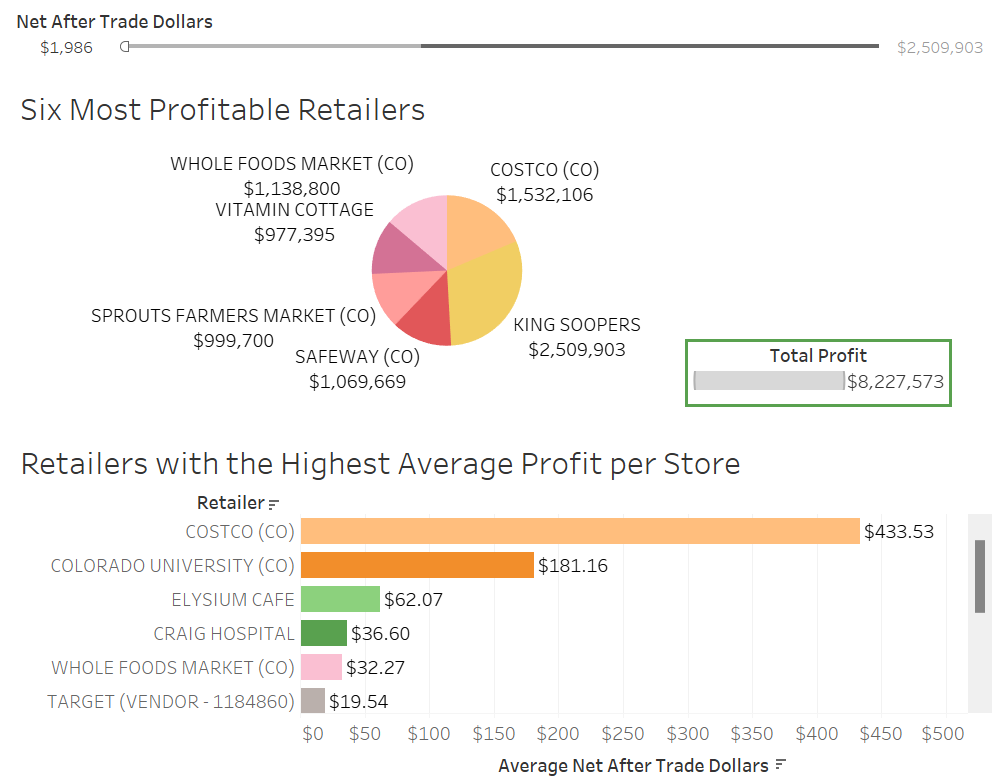 Net After Trade Dollars
$1,986
$2,509,903
Six Most Profitable Retailers
WHOLE FOODS MARKET (CO)
$1,138,800
COSTCO (CO)
$1,532,106
VITAMIN COTTAGE
$977,395
SPROUTS FARMERS MARKET (CO)
$999,700
KING SOOPERS
$2,509,903
SAFEWAY (CO)
$1,069,669
Total Profit
$8,227,573
Retailers with the Highest Average Profit per Store
Retailer
COSTCO (CO) $433.53
COLORADO UNIVERSITY (CO) $181.16
ELYSIUM CAFE $62.07
CRAIG HOSPITAL $36.60
WHOLE FOODS MARKET (CO) $32.27
TARGET (VENDOR - 1184860) $19.54
$0 $50 $100 $150 $200 $250 $300 $350 $400 $450 $500
Average Net After Trade Dollars